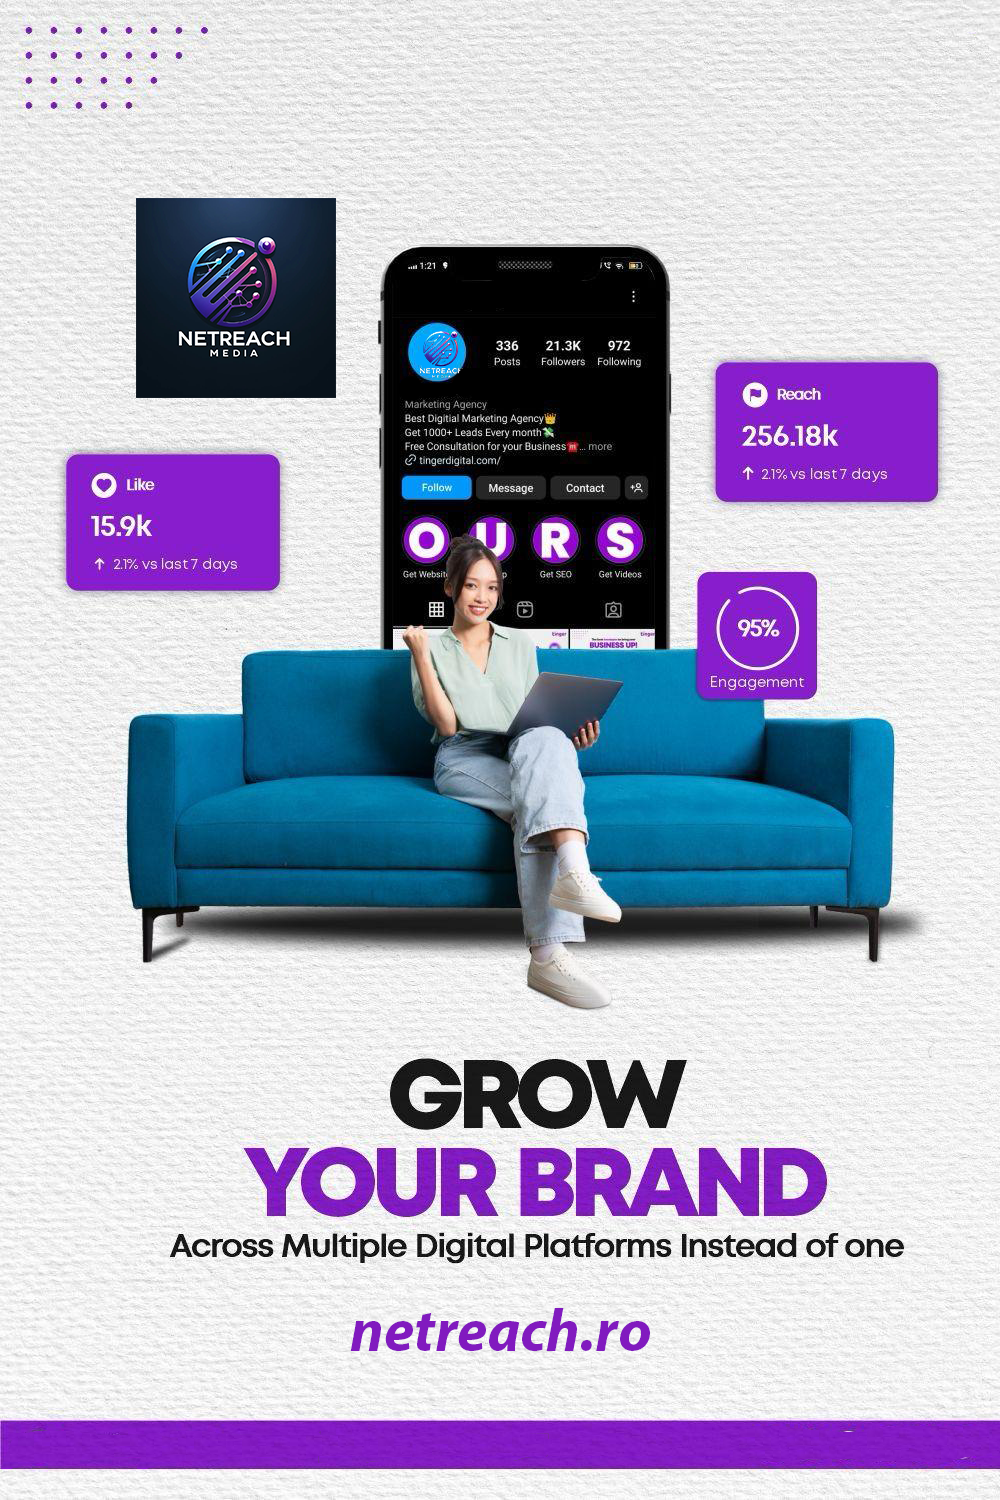 NETREACH
MEDIA
1:21
NETREACH
336
Posts
21.3K
Followers
972
Following
Marketing Agency
Best Digitial Marketing Agency👑
Get 1000+ Leads Every month💸
Free Consultation for your Business ... more
tingerdigital.com/
Follow
Message
Contact
O U R S
Get Website
Get SEO
Get Videos
tinger
tinger
BUSINESS UP!
Like
15.9k
2.1% vs last 7 days
Reach
256.18k
2.1% vs last 7 days
95%
Engagement
GROW
YOUR BRAND
Across Multiple Digital Platforms Instead of one
netreach.ro